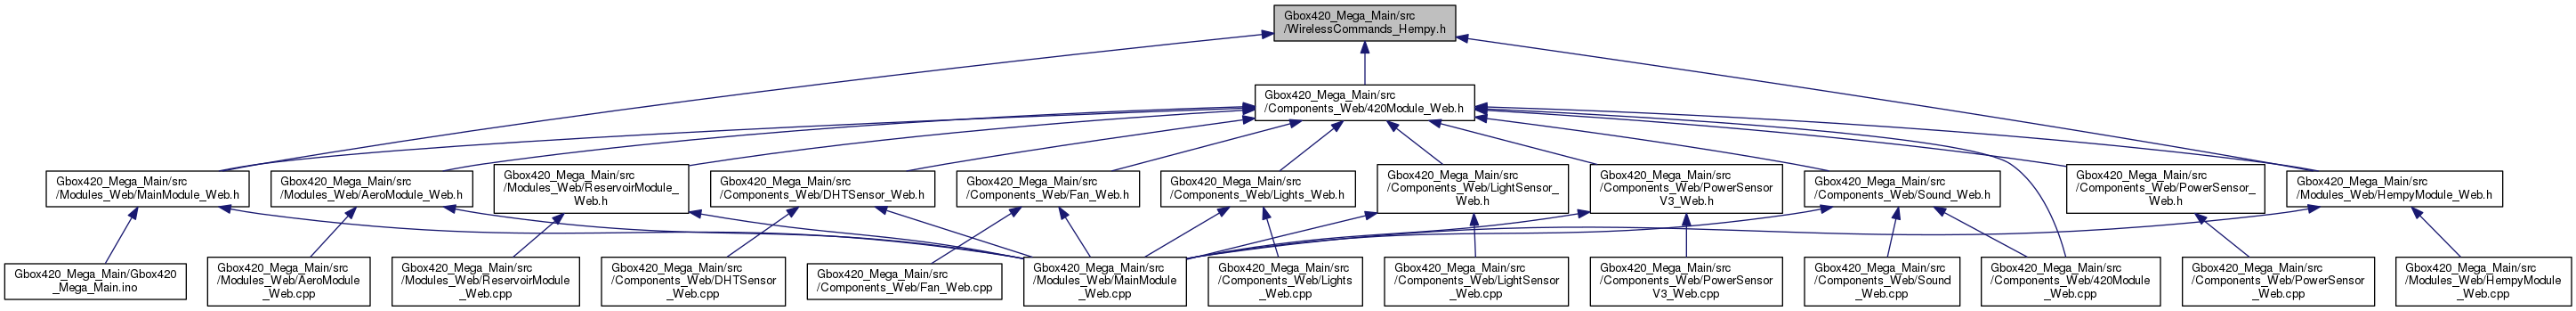 Gbox420_Mega_Main/src
/WirelessCommands_Hempy.h
Gbox420_Mega_Main/src
/Components_Web/420Module_Web.h
Gbox420_Mega_Main/src
/Modules_Web/MainModule_Web.h
Gbox420_Mega_Main/src
/Modules_Web/AeroModule_Web.h
Gbox420_Mega_Main/src
/Modules_Web/ReservoirModule_
Web.h
Gbox420_Mega_Main/src
/Components_Web/DHTSensor_Web.h
Gbox420_Mega_Main/src
/Components_Web/Fan_Web.h
Gbox420_Mega_Main/src
/Components_Web/Lights_Web.h
Gbox420_Mega_Main/src
/Components_Web/LightSensor_
Web.h
Gbox420_Mega_Main/src
/Components_Web/PowerSensor
V3_Web.h
Gbox420_Mega_Main/src
/Components_Web/Sound_Web.h
Gbox420_Mega_Main/src
/Components_Web/PowerSensor_
Web.h
Gbox420_Mega_Main/src
/Modules_Web/HempyModule_Web.h
Gbox420_Mega_Main/Gbox420
_Mega_Main.ino
Gbox420_Mega_Main/src
/Modules_Web/AeroModule
_Web.cpp
Gbox420_Mega_Main/src
/Modules_Web/ReservoirModule
_Web.cpp
Gbox420_Mega_Main/src
/Components_Web/DHTSensor
_Web.cpp
Gbox420_Mega_Main/src
/Components_Web/Fan_Web.cpp
Gbox420_Mega_Main/src
/Modules_Web/MainModule
_Web.cpp
Gbox420_Mega_Main/src
/Components_Web/Lights
_Web.cpp
Gbox420_Mega_Main/src
/Components_Web/LightSensor
_Web.cpp
Gbox420_Mega_Main/src
/Components_Web/PowerSensor
V3_Web.cpp
Gbox420_Mega_Main/src
/Components_Web/Sound
_Web.cpp
Gbox420_Mega_Main/src
/Components_Web/420Module
_Web.cpp
Gbox420_Mega_Main/src
/Components_Web/PowerSensor
_Web.cpp
Gbox420_Mega_Main/src
/Modules_Web/HempyModule
_Web.cpp